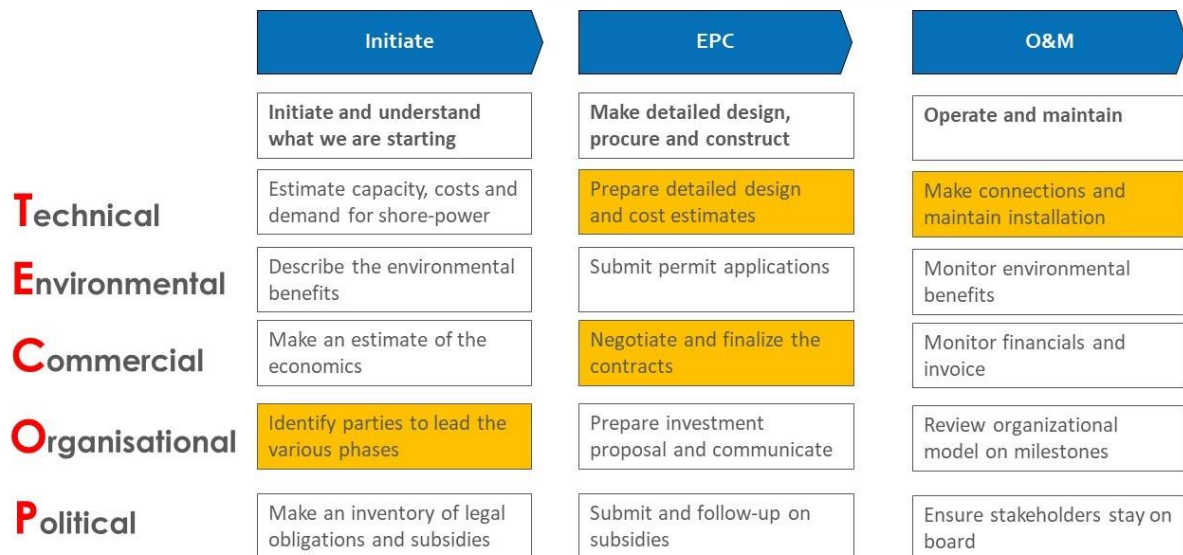 Initiate
EPC
O&M
Initiate and understand
what we are starting
Make detailed design,
procure and construct
Operate and maintain
Technical
Estimate capacity, costs and
demand for shore-power
Prepare detailed design
and cost estimates
Make connections and
maintain installation
Environmental
Describe the environmental
benefits
Submit permit applications
Monitor environmental
benefits
Commercial
Make an estimate of the
economics
Negotiate and finalize the
contracts
Monitor financials and
invoice
Organisational
Identify parties to lead the
various phases
Prepare investment
proposal and communicate
Review organizational
model on milestones
Political
Make an inventory of legal
obligations and subsidies
Submit and follow-up on
subsidies
Ensure stakeholders stay on
board